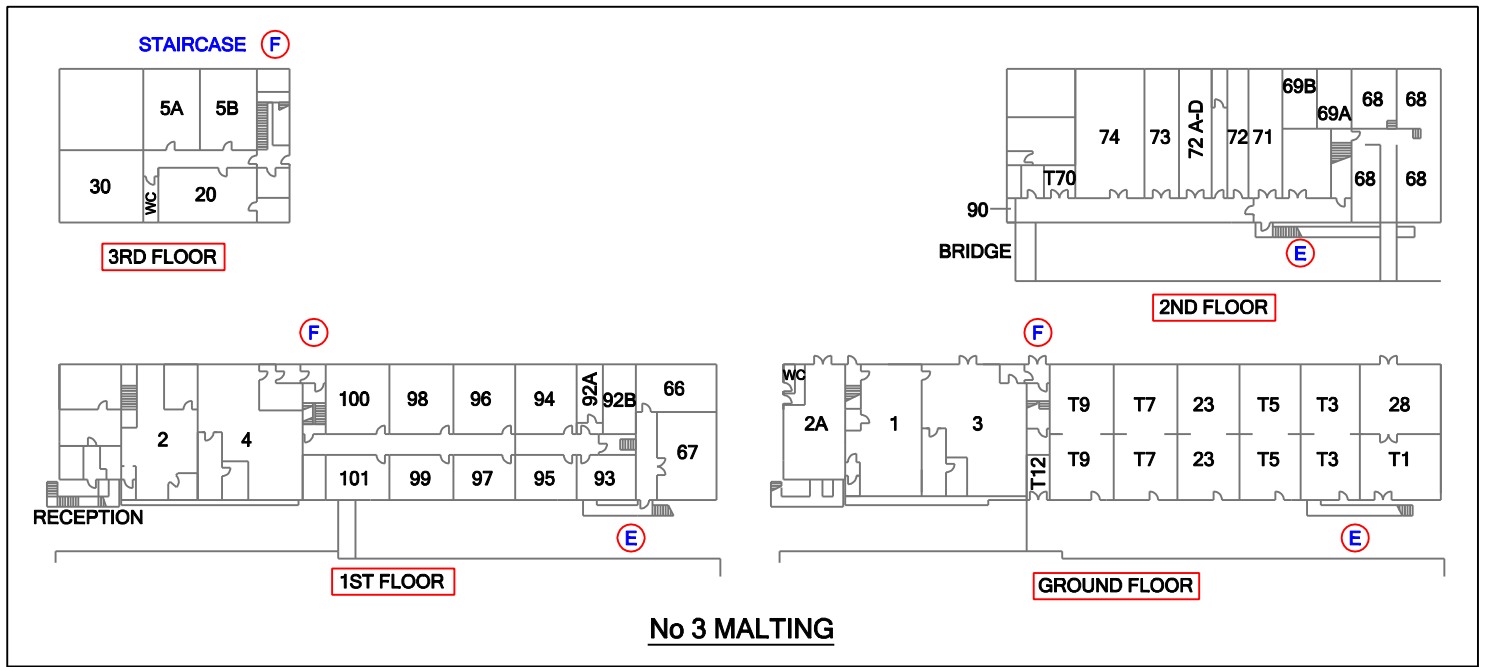 STAIRCASE F
5A 5B
30 WC 20
3RD FLOOR
69B 69A 68 68
74 73 72 A-D 72 71
T70 68 68
90
BRIDGE
E
2ND FLOOR
F
100 98 96 94 92A 92B 66
2 4 67
101 99 97 95 93
RECEPTION
E
1ST FLOOR
F
WC
2A 1 3 T9 T7 23 T5 T3 28
T12 T9 T7 23 T5 T3 T1
E
GROUND FLOOR
No 3 MALTING